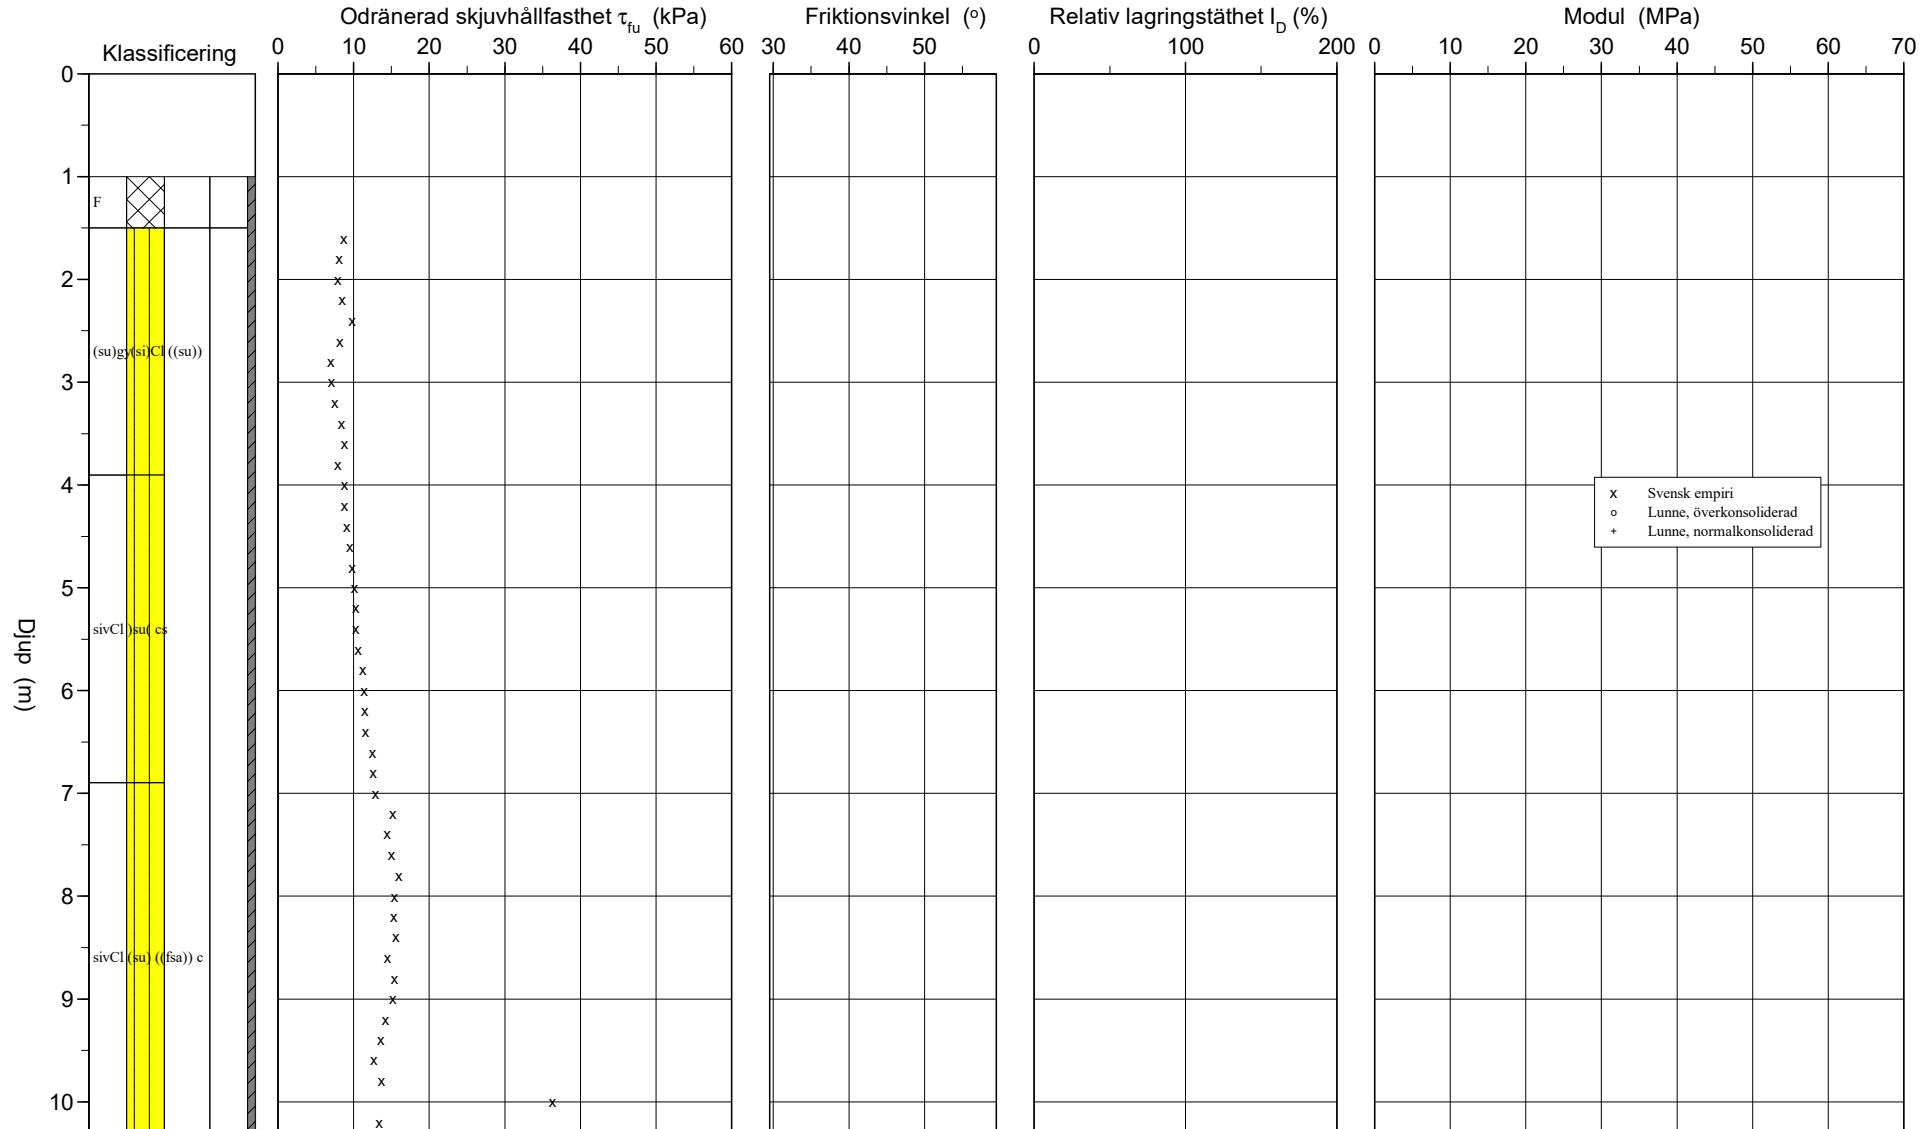 Odränerad skjuvhållfasthet τfu (kPa)
Friktionsvinkel (o)
Relativ lagringstäthet ID (%)
Modul (MPa)
Klassificering
0 10 20 30 40 50 60
30 40 50
0 100 200
0 10 20 30 40 50 60 70
0
1
F
2
(su)gy(si)Cl ((su))
3
4
x Svensk empiri
o Lunne, överkonsoliderad
+ Lunne, normalkonsoliderad
5
sivCl )su( cs
Djup (m)
6
7
8
sivCl (su) ((fsa)) c
9
10